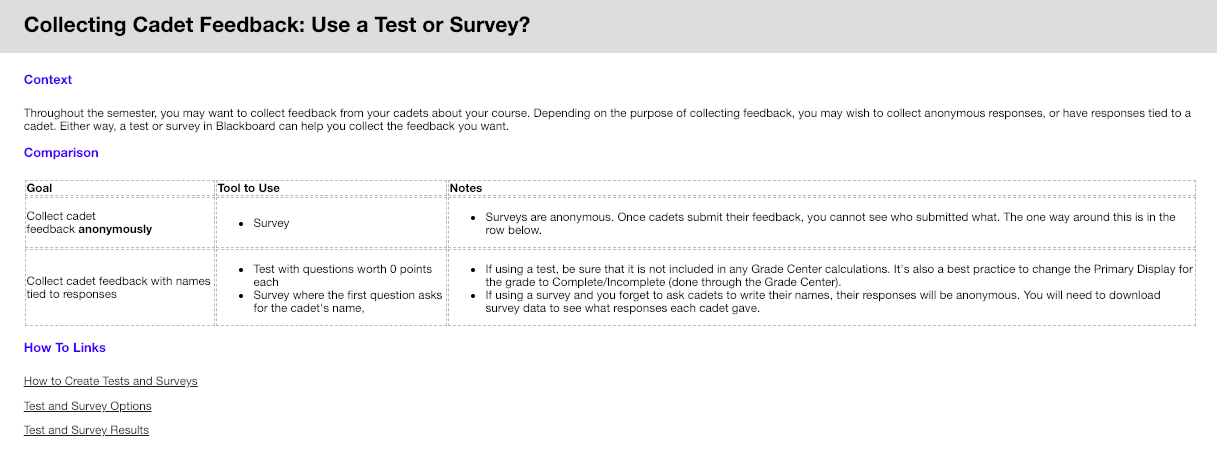 Collecting Cadet Feedback: Use a Test or Survey?
Context
Throughout the semester, you may want to collect feedback from your cadets about your course. Depending on the purpose of collecting feedback, you may wish to collect anonymous responses, or have responses tied to a
cadet. Either way, a test or survey in Blackboard can help you collect the feedback you want.
Comparison
Goal
Tool to Use
Notes
Collect cadet
feedback anonymously
• Survey
• Surveys are anonymous. Once cadets submit their feedback, you cannot see who submitted what. The one way around this is in the
row below.
Collect cadet feedback with names
tied to responses
• Test with questions worth 0 points
each
• Survey where the first question asks
for the cadet's name,
• If using a test, be sure that it is not included in any Grade Center calculations. It's also a best practice to change the Primary Display for
the grade to Complete/Incomplete (done through the Grade Center).
• If using a survey and you forget to ask cadets to write their names, their responses will be anonymous. You will need to download
survey data to see what responses each cadet gave.
How To Links
How to Create Tests and Surveys
Test and Survey Options
Test and Survey Results